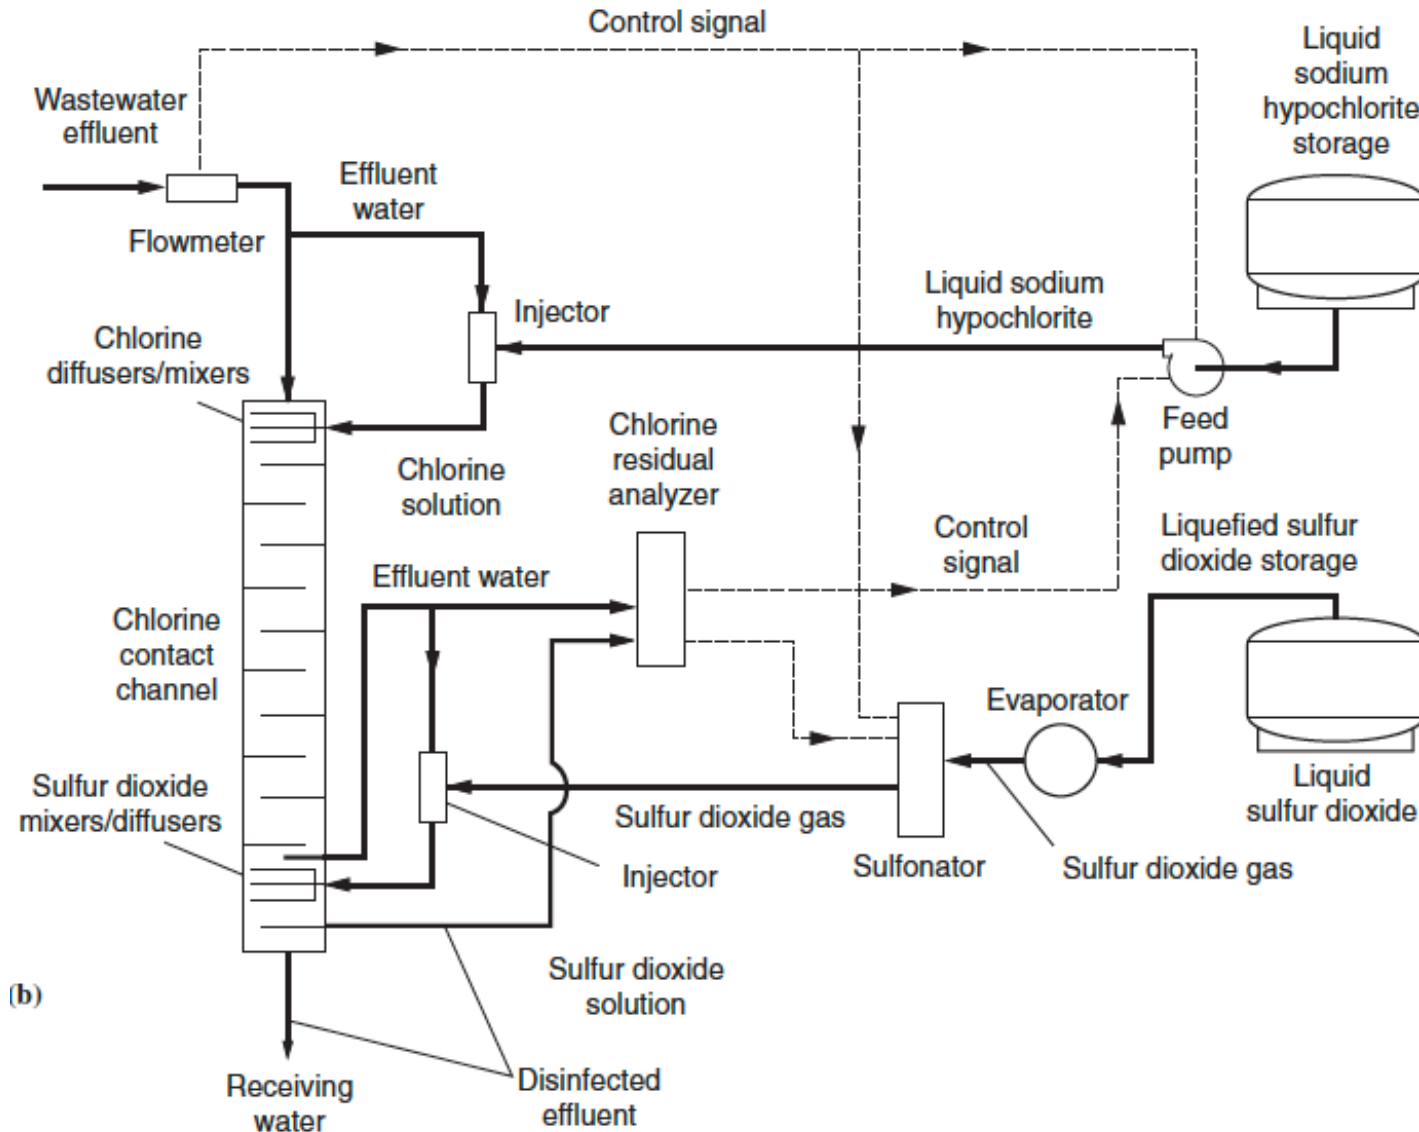 Control signal
Liquid
sodium
hypochlorite
storage
Wastewater
effluent
Effluent
water
Flowmeter
Injector
Liquid sodium
hypochlorite
Chlorine
diffusers/mixers
Feed
pump
Chlorine
residual
analyzer
Chlorine
solution
Control
signal
Liquefied sulfur
dioxide storage
Effluent water
Chlorine
contact
channel
Evaporator
Sulfur dioxide
mixers/diffusers
Liquid
sulfur dioxide
Sulfur dioxide gas
Sulfonator
Sulfur dioxide gas
Injector
Sulfur dioxide
solution
(b)
Receiving
water
Disinfected
effluent